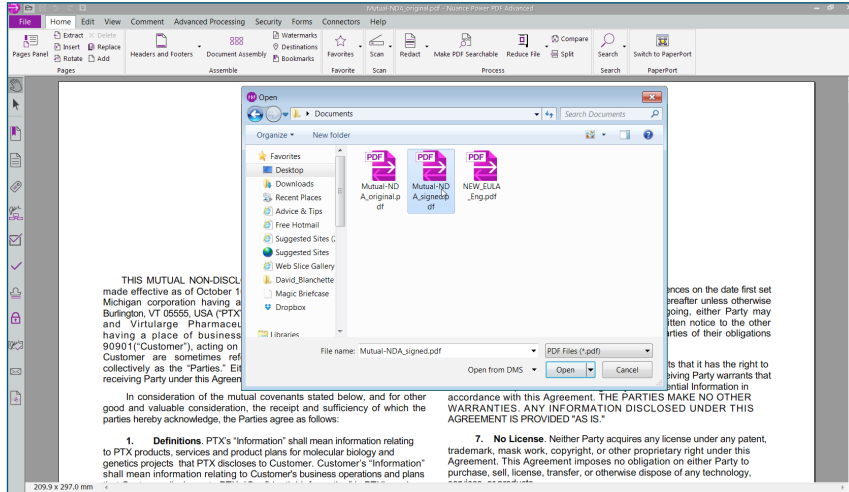 Mutual-NDA_original.pdf - Nuance Power PDF Advanced
File Home Edit View Comment Advanced Processing Security Forms Connectors Help
Pages Panel
Extract Delete
Insert Replace
Rotate Add
Pages
Headers and Footers
Document Assembly
Watermarks
Destinations
Bookmarks
Assemble
Favorites
Favorite
Scan
Scan
Redact
Make PDF Searchable
Reduce File
Compare
Split
Process
Search
Search
Switch to PaperPort
PaperPort
Open
Documents
Search Documents
Organize New folder
Favorites
Desktop
Downloads
Recent Places
Advice & Tips
Free Hotmail
Suggested Sites (
Suggested Sites
Web Slice Gallery
David_Blanchette
Magic Briefcase
Dropbox
Libraries
PDF
Mutual-ND
A_original.p
df
PDF
Mutual-ND
A_signed.p
df
PDF
NEW_EULA
_Eng.pdf
File name: Mutual-NDA_signed.pdf
PDF Files (*.pdf)
Open from DMS Open Cancel
THIS MUTUAL NON-DISCL
made effective as of October 1
Michigan corporation having a
Burlington, VT 05555, USA ("PTX"
and Virtularge Pharmaceu
having a place of business
90901("Customer"), acting on
Customer are sometimes ref
collectively as the "Parties." Eit
receiving Party under this Agreem
In consideration of the mutual covenants stated below, and for other
good and valuable consideration, the receipt and sufficiency of which the
parties hereby acknowledge, the Parties agree as follows:
1. Definitions. PTX's "Information" shall mean information relating
to PTX products, services and product plans for molecular biology and
genetics projects that PTX discloses to Customer. Customer's "Information"
shall mean information relating to Customer's business operations and plans
ences on the date first set
ereafter unless otherwise
going, either Party may
itten notice to the other
arties of their obligations
ts that it has the right to
eiving Party warrants that
ential Information in
accordance with this Agreement. THE PARTIES MAKE NO OTHER
WARRANTIES. ANY INFORMATION DISCLOSED UNDER THIS
AGREEMENT IS PROVIDED "AS IS."
7. No License. Neither Party acquires any license under any patent,
trademark, mask work, copyright, or other proprietary right under this
Agreement. This Agreement imposes no obligation on either Party to
purchase, sell, license, transfer, or otherwise dispose of any technology,
209.9 x 297.0 mm